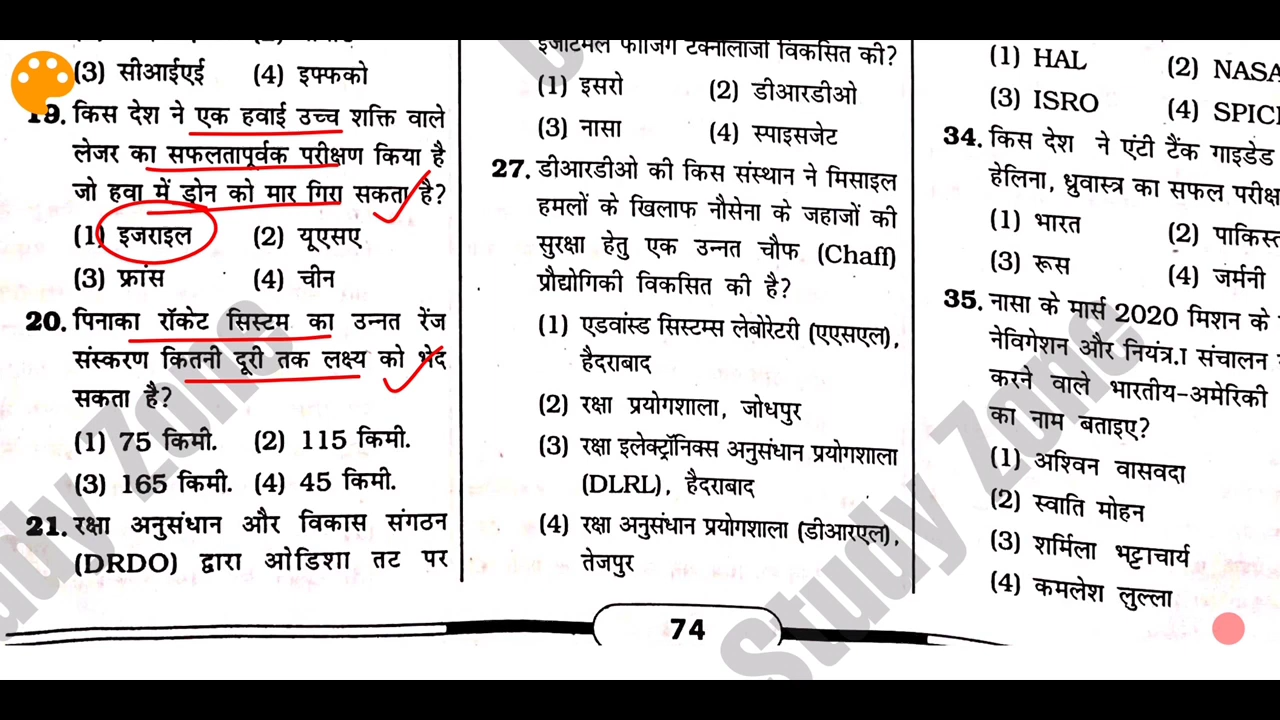 (3) सीआईएई (4) इफ्फको
19. किस देश ने एक हवाई उच्च शक्ति वाले
लेजर का सफलतापूर्वक परीक्षण किया है
जो हवा में ड्रोन को मार गिरा सकता है?
(1) इजराइल (2) यूएसए
(3) फ्रांस (4) चीन
20. पिनाका रॉकेट सिस्टम का उन्नत रेंज
संस्करण कितनी दूरी तक लक्ष्य को भेद
सकता है?
(1) 75 किमी. (2) 115 किमी.
(3) 165 किमी. (4) 45 किमी.
21. रक्षा अनुसंधान और विकास संगठन
(DRDO) द्वारा ओडिशा तट पर
विकसित की?
(1) इसरो (2) डीआरडीओ
(3) नासा (4) स्पाइसजेट
27. डीआरडीओ की किस संस्थान ने मिसाइल
हमलों के खिलाफ नौसेना के जहाजों की
सुरक्षा हेतु एक उन्नत चौफ (Chaff)
प्रौद्योगिकी विकसित की है?
(1) एडवांस्ड सिस्टम्स लेबोरेटरी (एएसएल),
हैदराबाद
(2) रक्षा प्रयोगशाला, जोधपुर
(3) रक्षा इलेक्ट्रॉनिक्स अनुसंधान प्रयोगशाला
(DLRL), हैदराबाद
(4) रक्षा अनुसंधान प्रयोगशाला (डीआरएल),
तेजपुर
(1) HAL (2) NASA
(3) ISRO (4)
34. किस देश ने एंटी टैंक गाइडेड
हेलिना, ध्रुवास्त्र का सफल
(1) भारत (2)
(3) रूस (4) जर्मनी
35. नासा के मार्स 2020 मिशन के
नेविगेशन और नियंत्र.ा संचालन
करने वाले भारतीय-अमेरिकी
का नाम बताइए?
(1) अश्विन वासवदा
(2) स्वाति मोहन
(3) शर्मिला भट्टाचार्य
(4) कमलेश लुल्ला
74
Study Zone
Study Zone